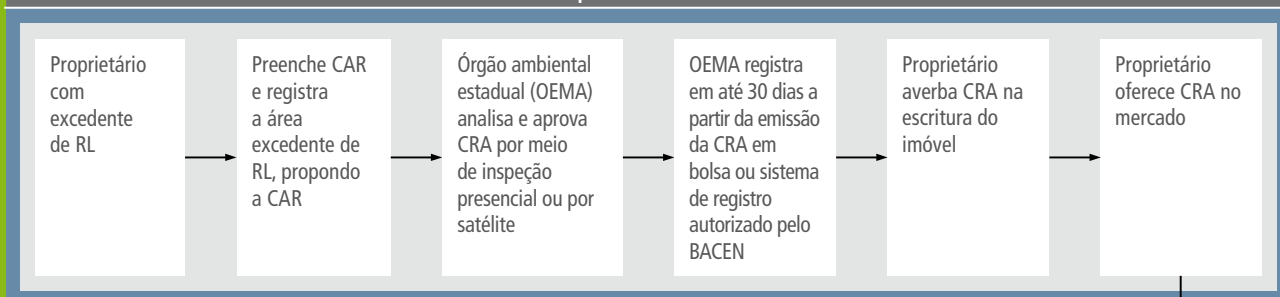 Proprietário
com
excedente
de RL
Preenche CAR
e registra
a área
excedente de
RL, propondo
a CAR
Órgão ambiental
estadual (OEMA)
analisa e aprova
CRA por meio
de inspeção
presencial ou por
satélite
OEMA registra
em até 30 dias a
partir da emissão
da CRA em
bolsa ou sistema
de registro
autorizado pelo
BACEN
Proprietário
averba CRA na
escritura do
imóvel
Proprietário
oferece CRA no
mercado